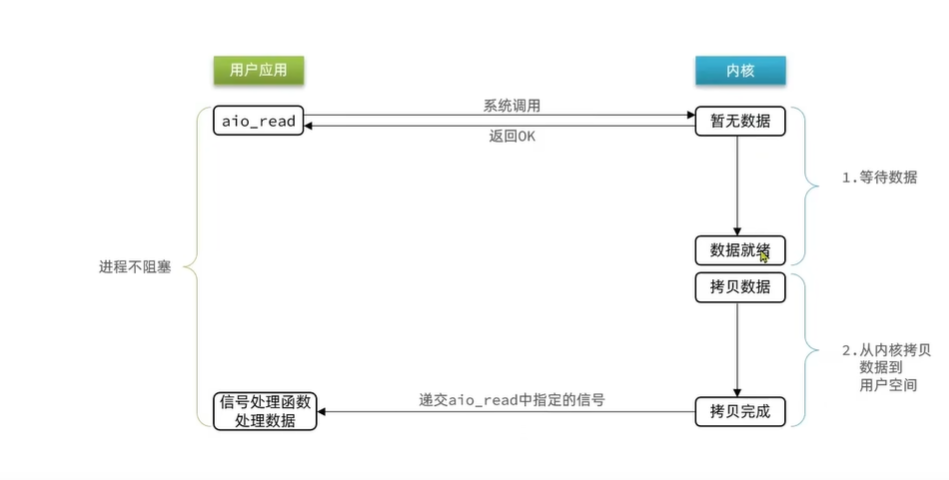 用户应用
内核
aio_read
系统调用
返回OK
暂无数据
1.等待数据
数据就绪
进程不阻塞
拷贝数据
2.从内核拷贝
数据到
用户空间
信号处理函数
处理数据
递交aio_read中指定的信号
拷贝完成